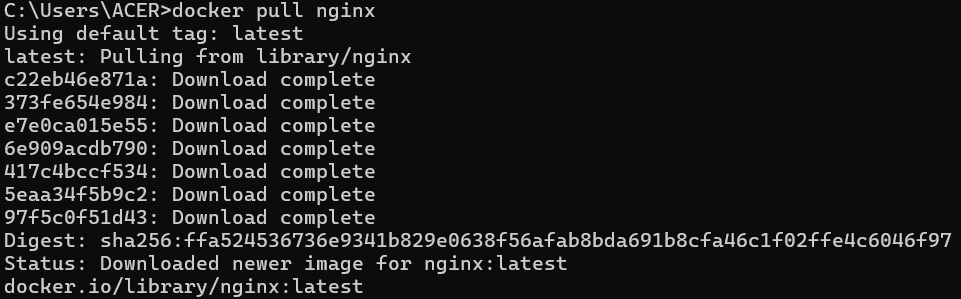 C:\Users\ACER>docker pull nginx
Using default tag: latest
latest: Pulling from library/nginx
c22eb46e871a: Download complete
373fe654e984: Download complete
e7e0ca015e55: Download complete
6e909acdb790: Download complete
417c4bccf534: Download complete
5eaa34f5b9c2: Download complete
97f5c0f51d43: Download complete
Digest: sha256:ffa524536736e9341b829e0638f56afab8bda691b8cfa46c1f02ffe4c6046f97
Status: Downloaded newer image for nginx:latest
docker.io/library/nginx:latest